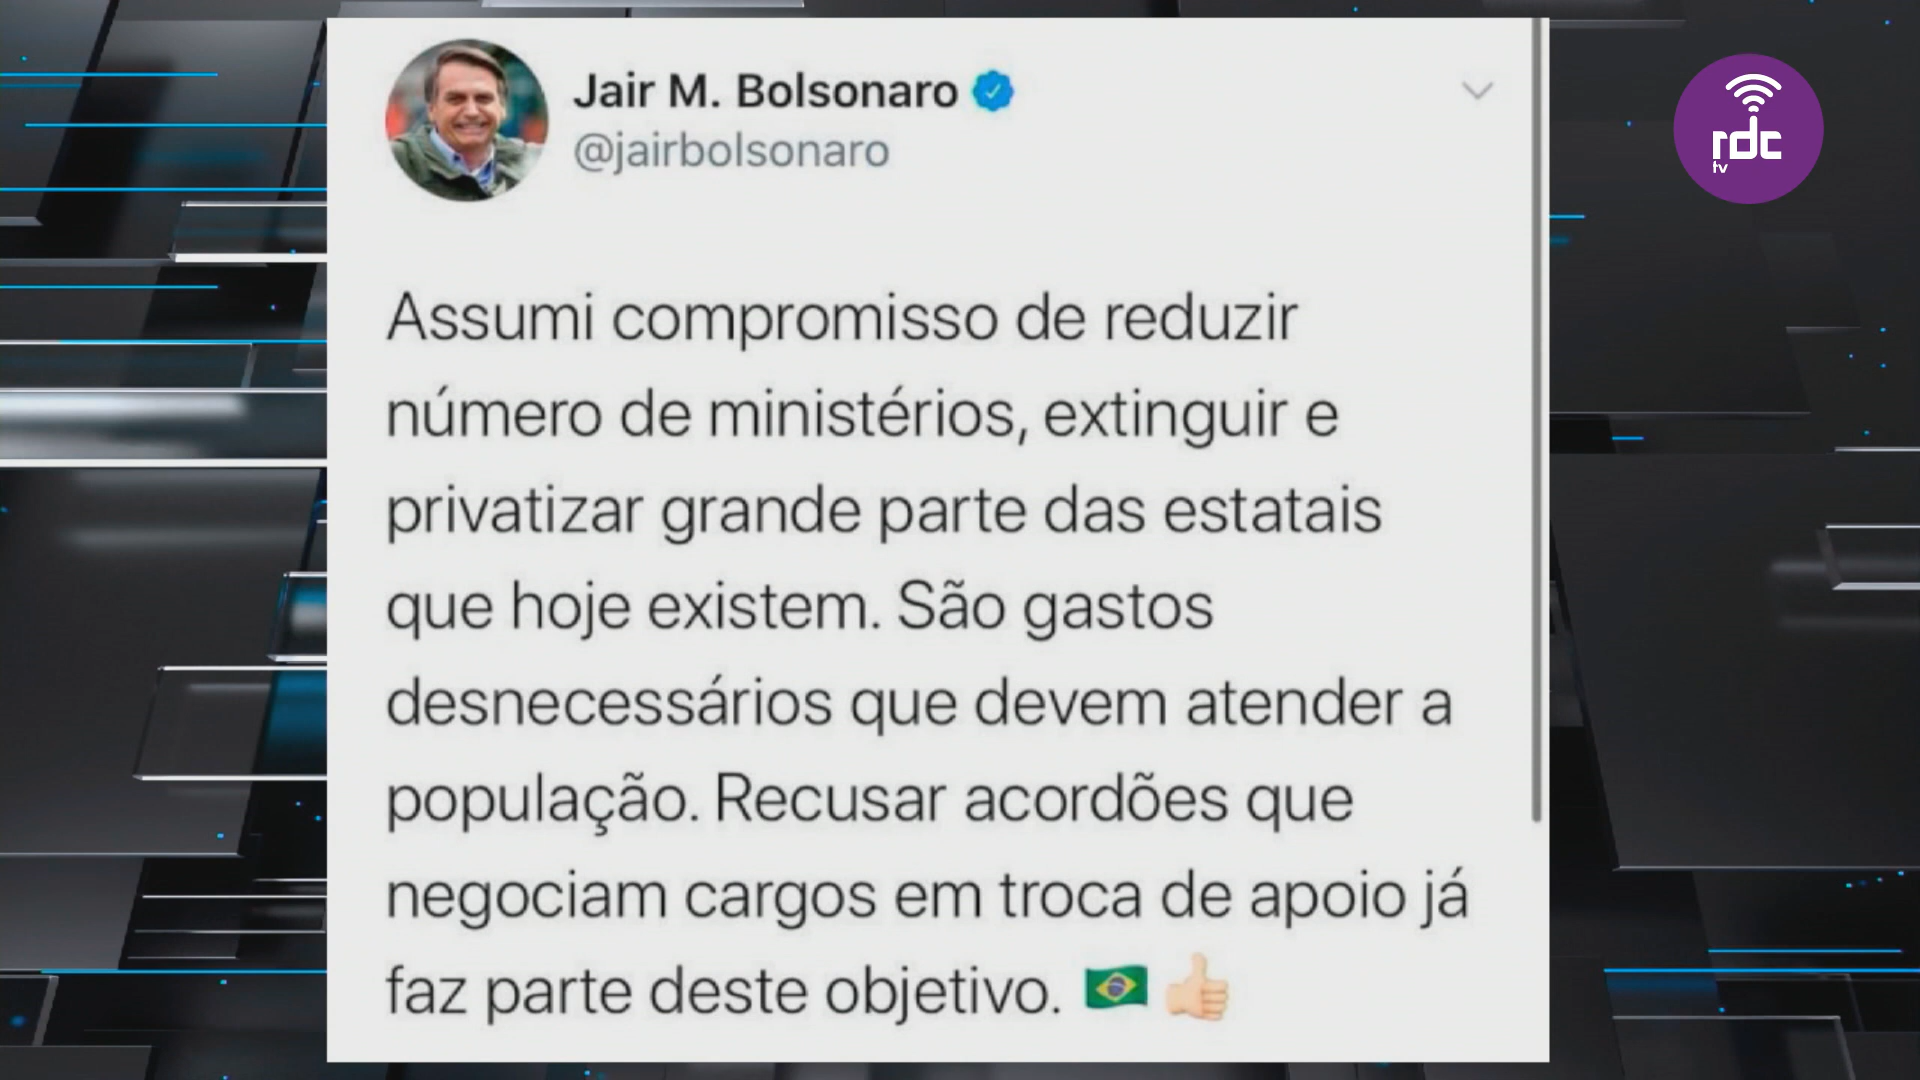 Jair M. Bolsonaro
@jairbolsonaro
rdc
tv
Assumi compromisso de reduzir
número de ministérios, extinguir e
privatizar grande parte das estatais
que hoje existem. São gastos
desnecessários que devem atender a
população. Recusar acordões que
negociam cargos em troca de apoio já
faz parte deste objetivo. 🇧🇷👍🏻